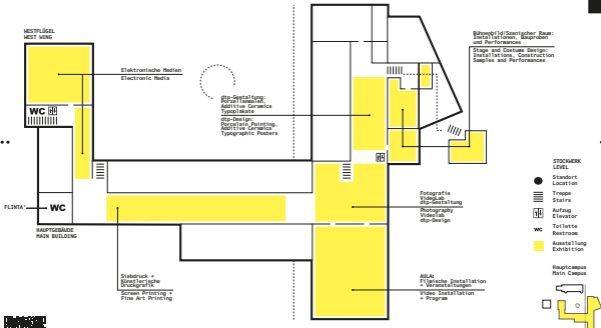 WESTFLÜGEL
WEST WING
Elektronische Medien
Electronic Media
WC
dtp-Gestaltung:
Porzellanmalen,
Additive Ceramics
Typoplakate
dtp-Design:
Porcelain Painting,
Additive Ceramics
Typographic Posters
Bühnenbild/Szenischer Raum:
Installationen, Bauproben
und Performances
Stage and Costume Design:
Installations, Construction
Samples and Performances
FLINTA*
WC
HAUPTGEBÄUDE
MAIN BUILDING
Siebdruck +
Künstlerische
Druckgrafik
Screen Printing +
Fine Art Printing
Fotografie
VideoLab
dtp-Gestaltung
Photography
Videolab
dtp-Design
AULA:
Filmische Installation
+ Veranstaltungen
Video Installation
+ Program
STOCKWERK
LEVEL
Standort
Location
Treppe
Stairs
Aufzug
Elevator
WC
Toilette
Restroom
Ausstellung
Exhibition
Hauptcampus
Main Campus